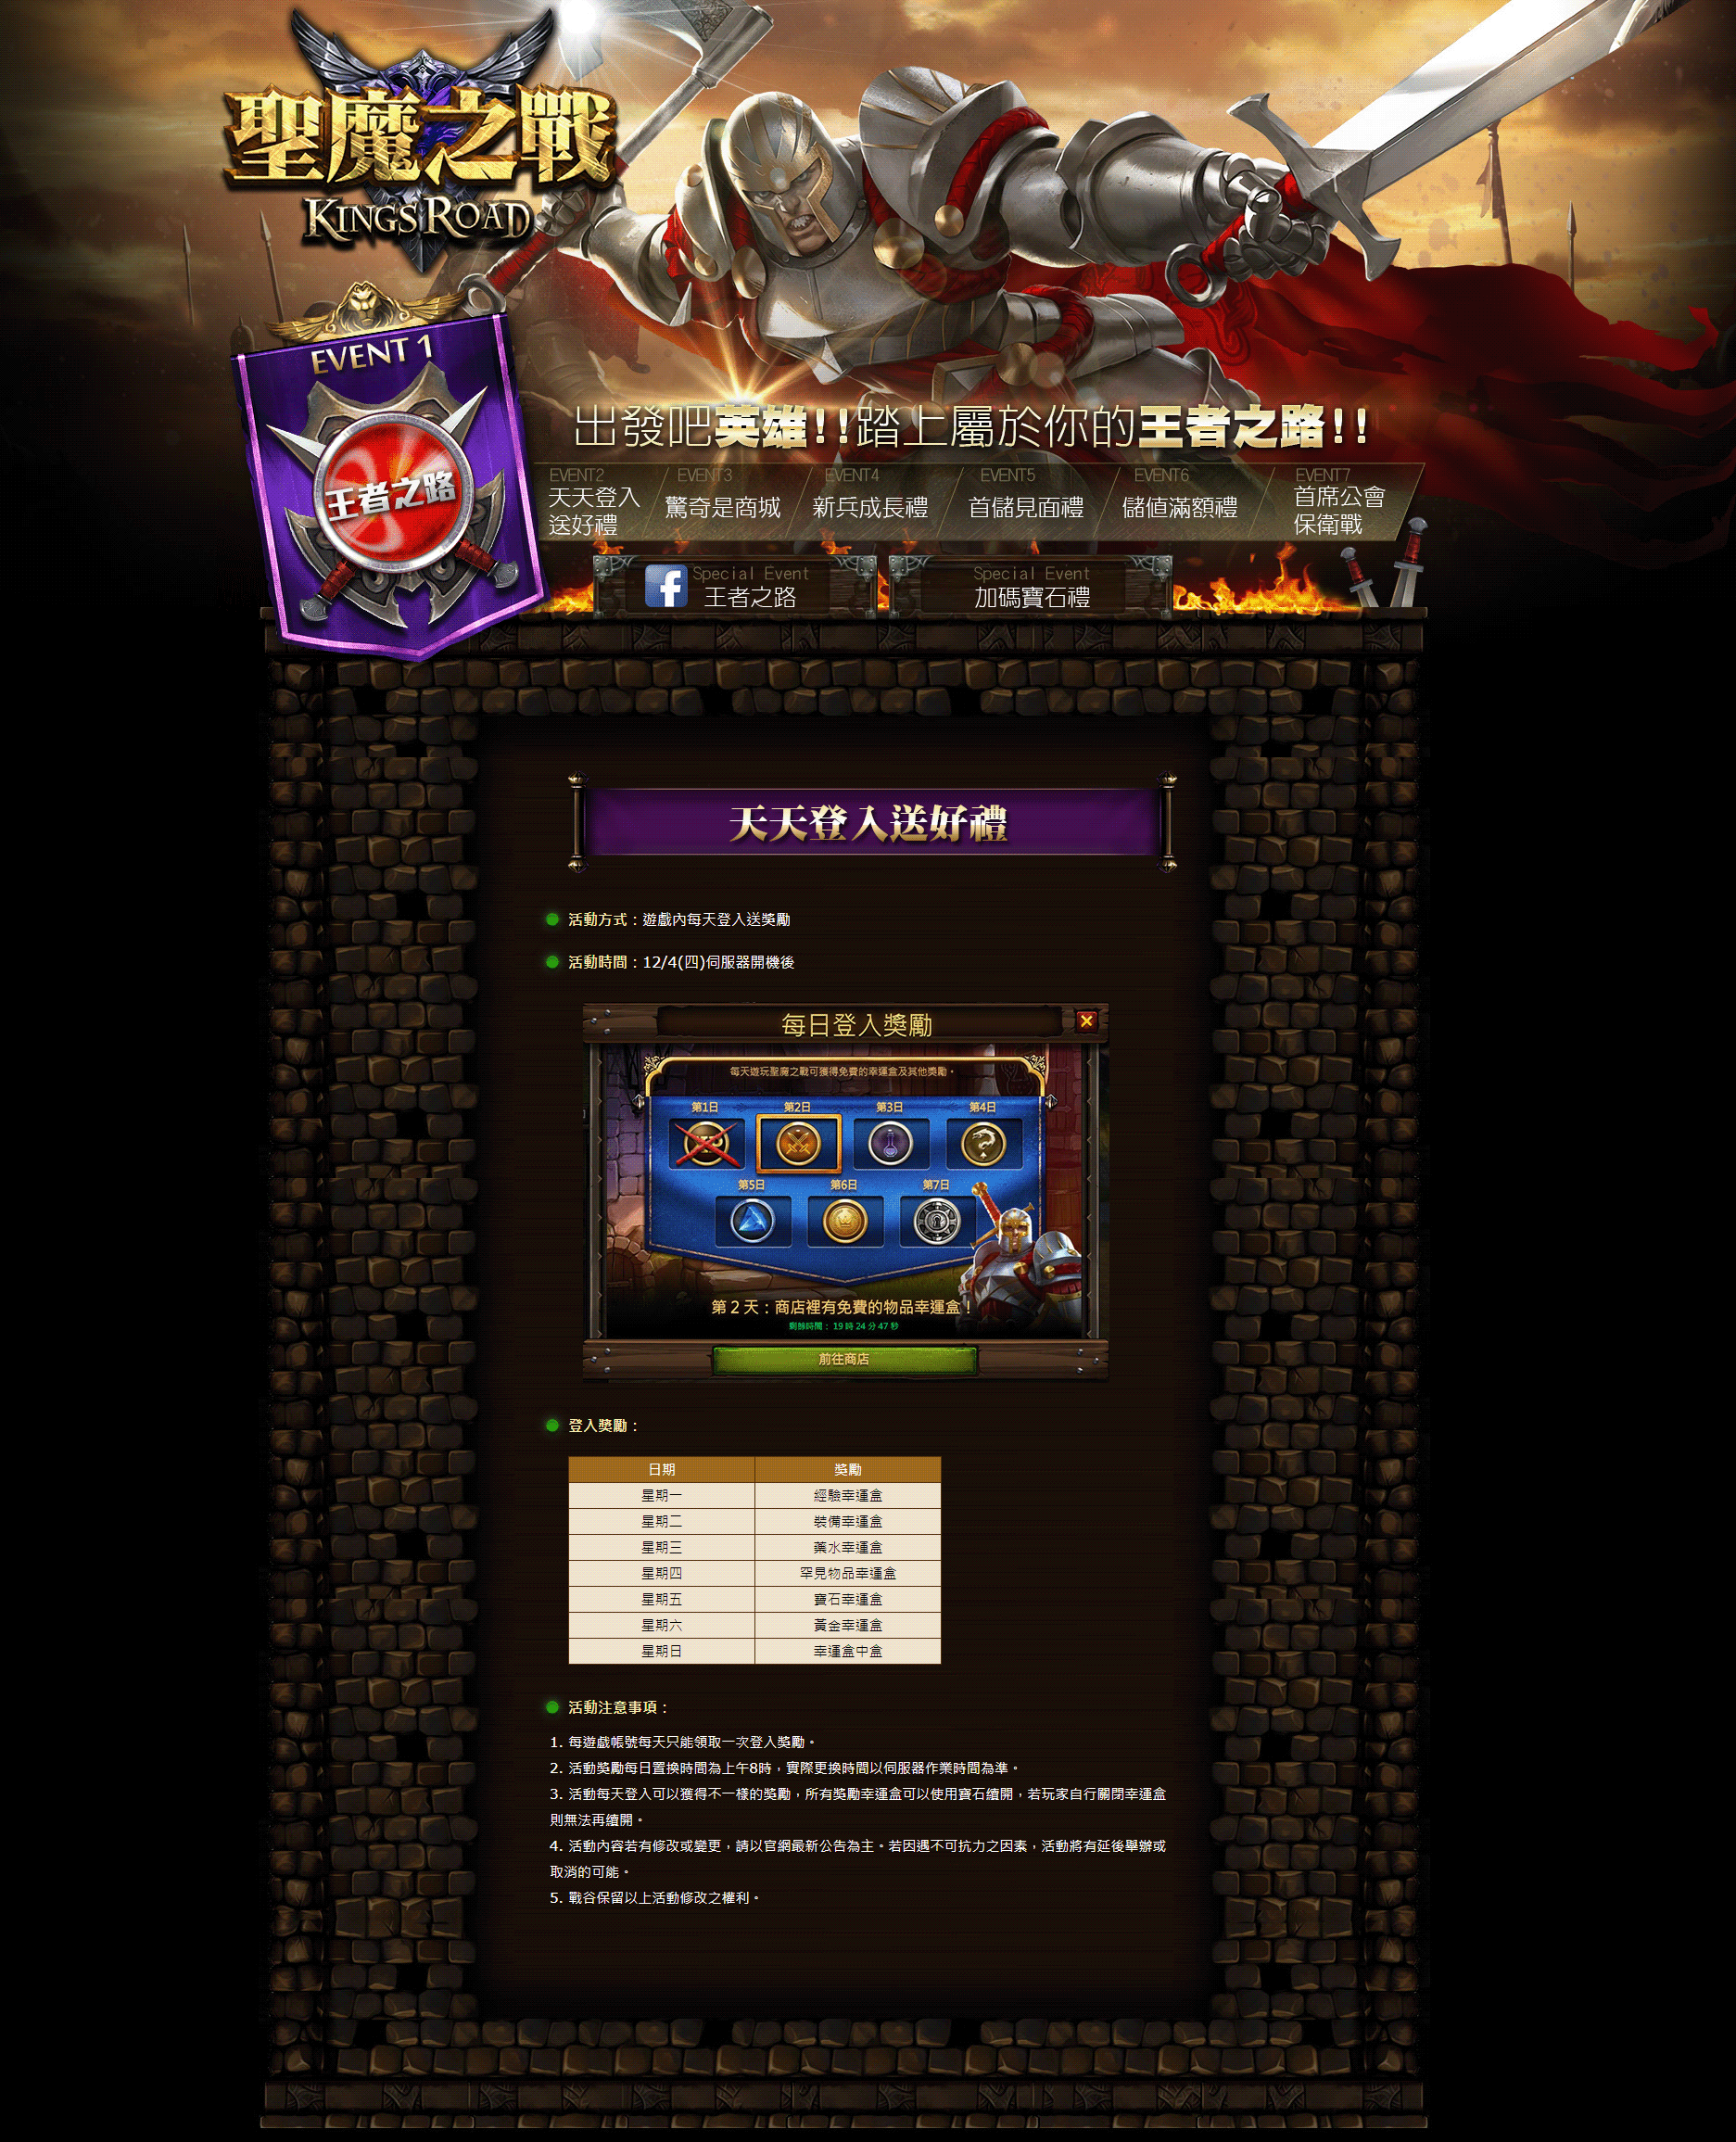 聖魔之戰
KINGSROAD
EVENT 1
王者之路
出發吧英雄!!踏上屬於你的王者之路!!
EVENT2
天天登入
送好禮
EVENT3
驚奇是商城
EVENT4
新兵成長禮
EVENT5
首儲見面禮
EVENT6
儲值滿額禮
EVENT7
首席公會
保衛戰
f
Special Event
王者之路
Special Event
加碼寶石禮
天天登入送好禮
活動方式：遊戲內每天登入送獎勵
活動時間：12/4(四)伺服器開機後
每日登入獎勵
每天遊玩聖魔之戰可獲得免費的幸運盒及其他獎勵。
第1日 第2日 第3日 第4日
第5日 第6日 第7日
第 2 天：商店裡有免費的物品幸運盒！
剩餘時間： 19 時 24 分 47 秒
前往商店
登入獎勵：
日期 獎勵
星期一 經驗幸運盒
星期二 裝備幸運盒
星期三 藥水幸運盒
星期四 罕見物品幸運盒
星期五 寶石幸運盒
星期六 黃金幸運盒
星期日 幸運盒中盒
活動注意事項：
1. 每遊戲帳號每天只能領取一次登入獎勵。
2. 活動獎勵每日置換時間為上午8時，實際更換時間以伺服器作業時間為準。
3. 活動每天登入可以獲得不一樣的獎勵，所有獎勵幸運盒可以使用寶石續開，若玩家自行關閉幸運盒
則無法再續開。
4. 活動內容若有修改或變更，請以官網最新公告為主。若因遇不可抗力之因素，活動將有延後舉辦或
取消的可能。
5. 戰谷保留以上活動修改之權利。